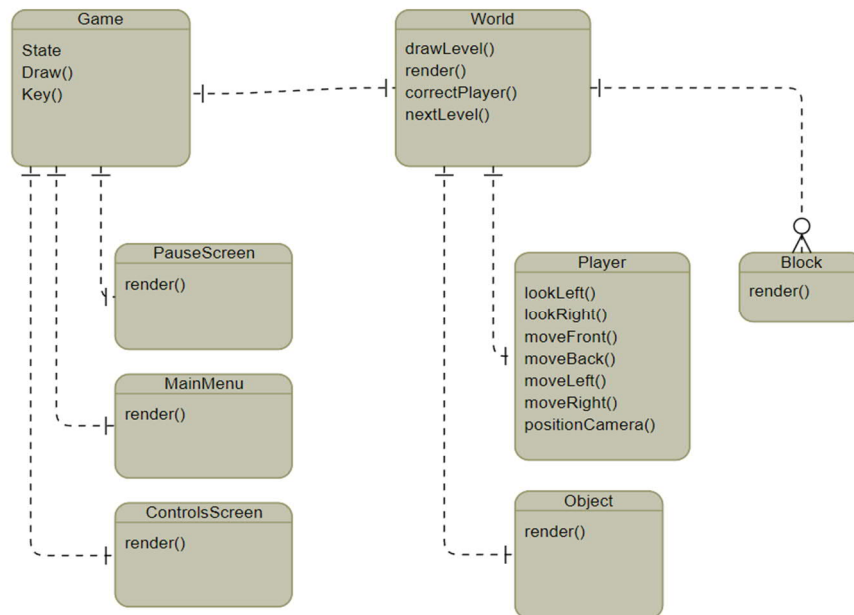 Game
State
Draw()
Key()
World
drawLevel()
render()
correctPlayer()
nextLevel()
PauseScreen
render()
MainMenu
render()
ControlsScreen
render()
Player
lookLeft()
lookRight()
moveFront()
moveBack()
moveLeft()
moveRight()
positionCamera()
Block
render()
Object
render()